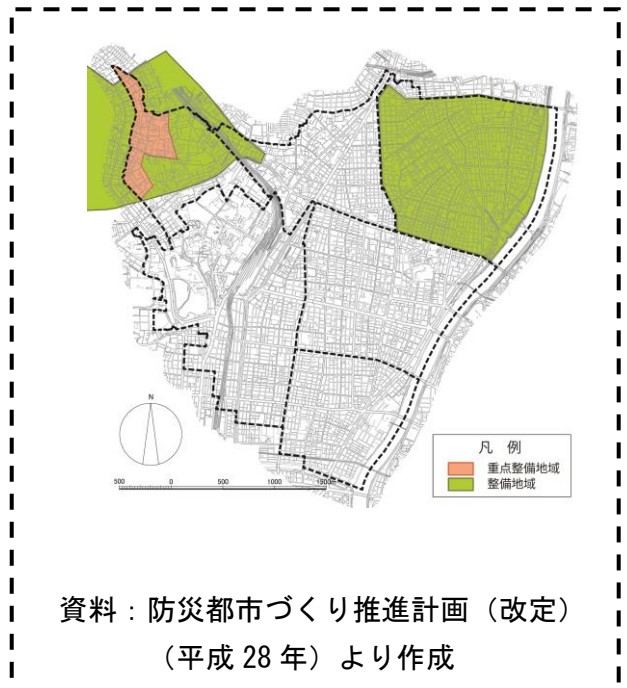 N
500 0 500 1000 1500
凡 例
重点整備地域
整備地域
資料：防災都市づくり推進計画（改定）
（平成 28 年）より作成